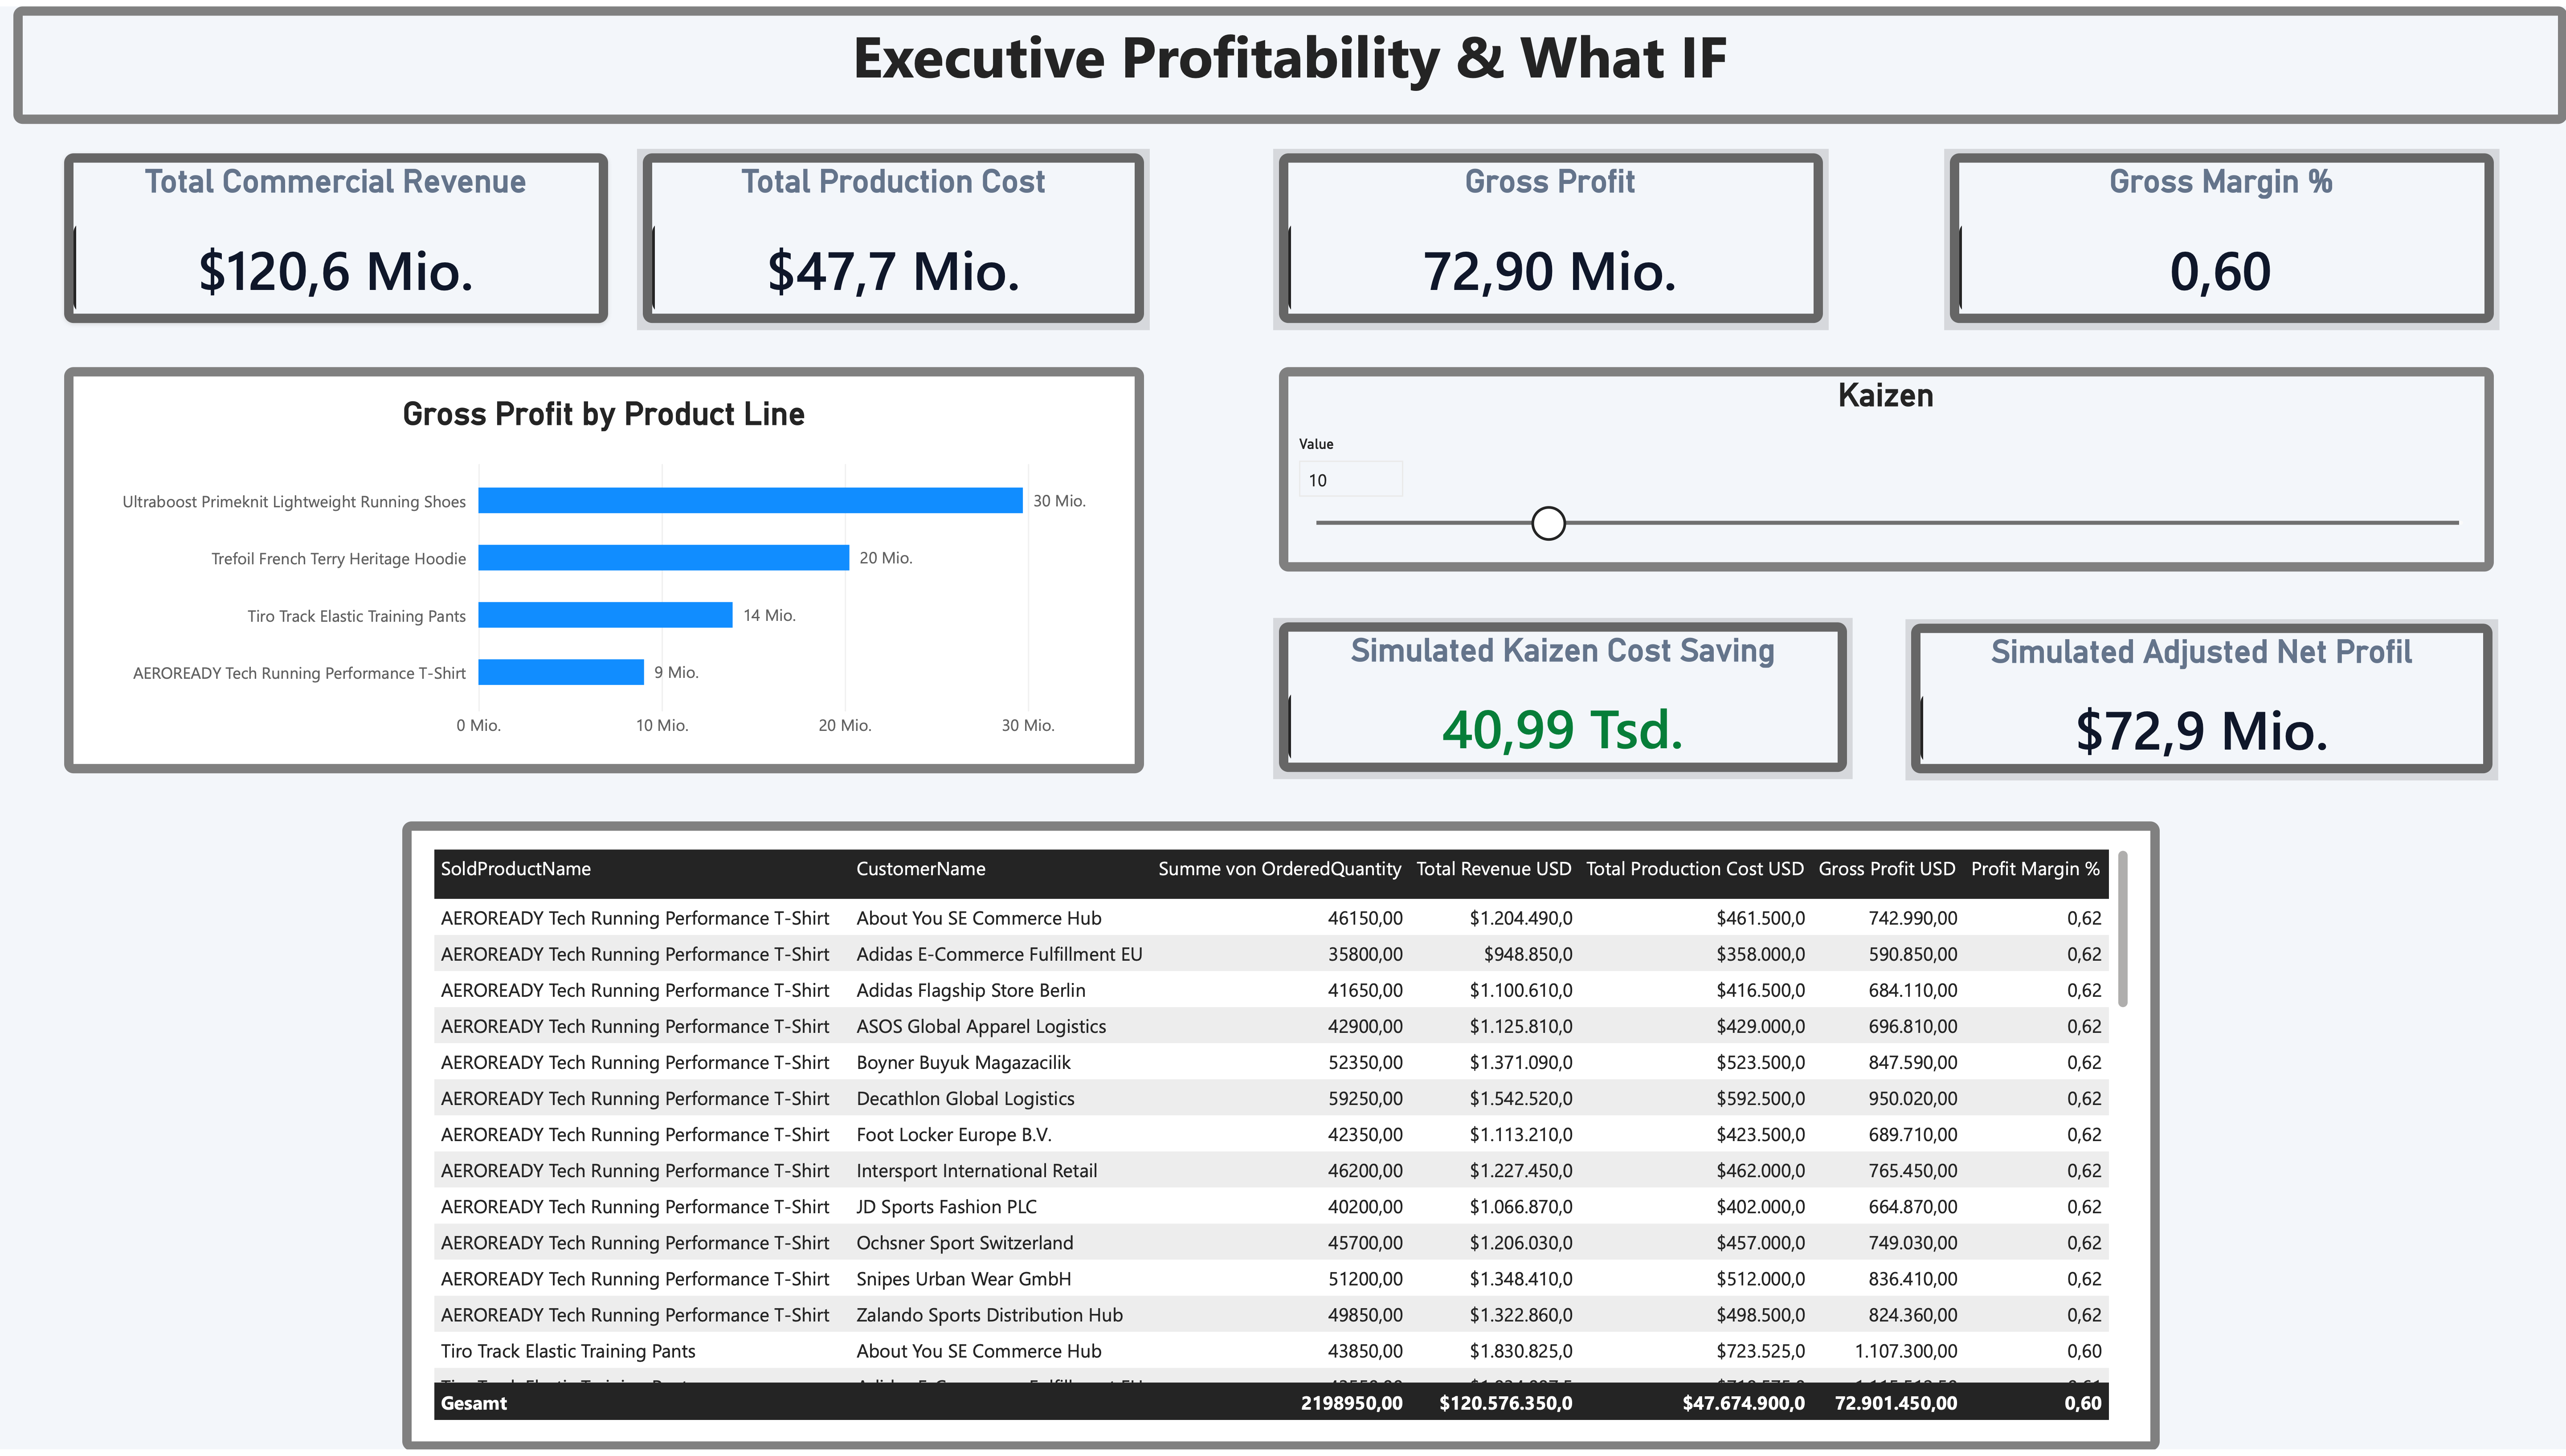 Executive Profitability & What IF
Total Commercial Revenue
$120,6 Mio.
Total Production Cost
$47,7 Mio.
Gross Profit
72,90 Mio.
Gross Margin %
0,60
Gross Profit by Product Line
Ultraboost Primeknit Lightweight Running Shoes 30 Mio.
Trefoil French Terry Heritage Hoodie 20 Mio.
Tiro Track Elastic Training Pants 14 Mio.
AEROREADY Tech Running Performance T-Shirt 9 Mio.
0 Mio. 10 Mio. 20 Mio. 30 Mio.
Kaizen
Value
10
Simulated Kaizen Cost Saving
40,99 Tsd.
Simulated Adjusted Net Profil
$72,9 Mio.
SoldProductName CustomerName Summe von OrderedQuantity Total Revenue USD Total Production Cost USD Gross Profit USD Profit Margin %
AEROREADY Tech Running Performance T-Shirt About You SE Commerce Hub 46150,00 $1.204.490,0 $461.500,0 742.990,00 0,62
AEROREADY Tech Running Performance T-Shirt Adidas E-Commerce Fulfillment EU 35800,00 $948.850,0 $358.000,0 590.850,00 0,62
AEROREADY Tech Running Performance T-Shirt Adidas Flagship Store Berlin 41650,00 $1.100.610,0 $416.500,0 684.110,00 0,62
AEROREADY Tech Running Performance T-Shirt ASOS Global Apparel Logistics 42900,00 $1.125.810,0 $429.000,0 696.810,00 0,62
AEROREADY Tech Running Performance T-Shirt Boyner Buyuk Magazacilik 52350,00 $1.371.090,0 $523.500,0 847.590,00 0,62
AEROREADY Tech Running Performance T-Shirt Decathlon Global Logistics 59250,00 $1.542.520,0 $592.500,0 950.020,00 0,62
AEROREADY Tech Running Performance T-Shirt Foot Locker Europe B.V. 42350,00 $1.113.210,0 $423.500,0 689.710,00 0,62
AEROREADY Tech Running Performance T-Shirt Intersport International Retail 46200,00 $1.227.450,0 $462.000,0 765.450,00 0,62
AEROREADY Tech Running Performance T-Shirt JD Sports Fashion PLC 40200,00 $1.066.870,0 $402.000,0 664.870,00 0,62
AEROREADY Tech Running Performance T-Shirt Ochsner Sport Switzerland 45700,00 $1.206.030,0 $457.000,0 749.030,00 0,62
AEROREADY Tech Running Performance T-Shirt Snipes Urban Wear GmbH 51200,00 $1.348.410,0 $512.000,0 836.410,00 0,62
AEROREADY Tech Running Performance T-Shirt Zalando Sports Distribution Hub 49850,00 $1.322.860,0 $498.500,0 824.360,00 0,62
Tiro Track Elastic Training Pants About You SE Commerce Hub 43850,00 $1.830.825,0 $723.525,0 1.107.300,00 0,60
Gesamt 2198950,00 $120.576.350,0 $47.674.900,0 72.901.450,00 0,60